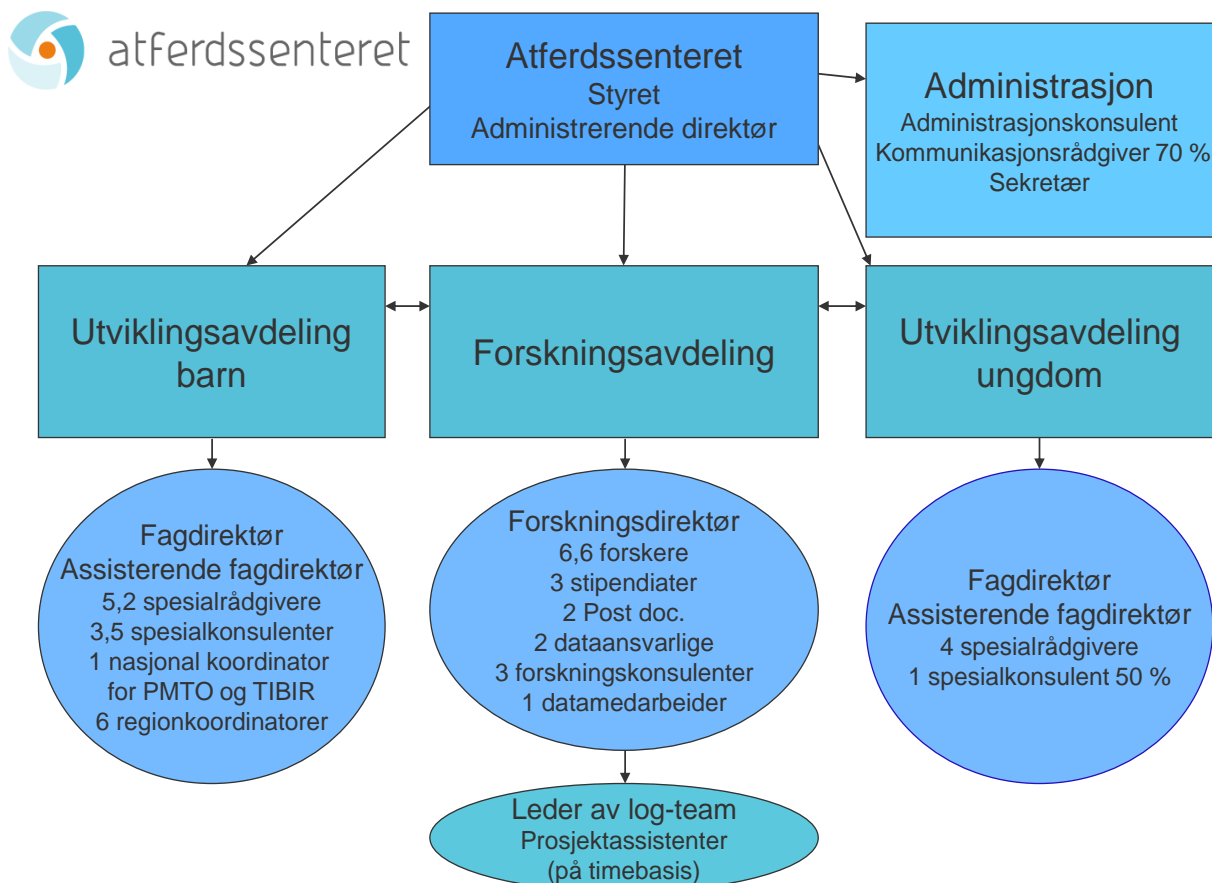 atferdssenteret
Atferdssenteret
Styret
Administrerende direktør
Administrasjon
Administrasjonskonsulent
Kommunikasjonsrådgiver 70 %
Sekretær
Utviklingsavdeling
barn
Forskningsavdeling
Utviklingsavdeling
ungdom
Fagdirektør
Assisterende fagdirektør
5,2 spesialrådgivere
3,5 spesialkonsulenter
1 nasjonal koordinator
for PMTO og TIBIR
6 regionkoordinatorer
Forskningsdirektør
6,6 forskere
3 stipendiater
2 Post doc.
2 dataansvarlige
3 forskningskonsulenter
1 datamedarbeider
Fagdirektør
Assisterende fagdirektør
4 spesialrådgivere
1 spesialkonsulent 50 %
Leder av log-team
Prosjektassistenter
(på timebasis)